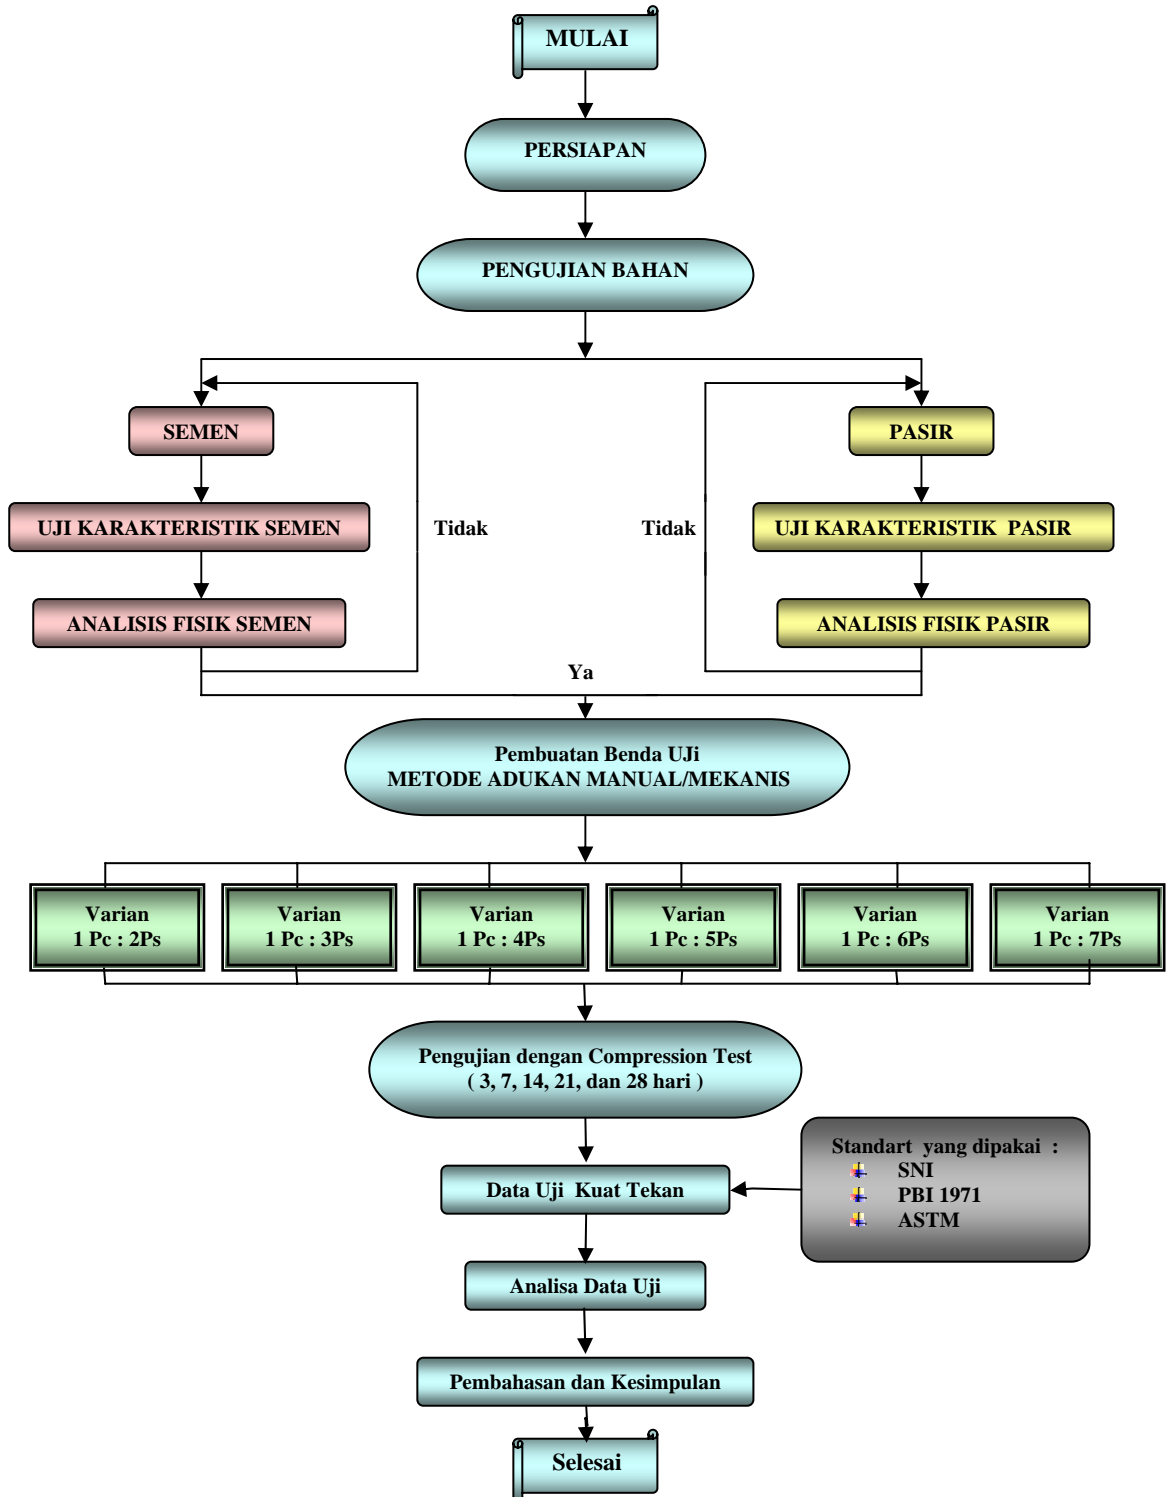 MULAI
PERSIAPAN
PENGUJIAN BAHAN
SEMEN
PASIR
UJI KARAKTERISTIK SEMEN
Tidak
Tidak
UJI KARAKTERISTIK PASIR
ANALISIS FISIK SEMEN
ANALISIS FISIK PASIR
Ya
Pembuatan Benda UJi
METODE ADUKAN MANUAL/MEKANIS
Varian
1 Pc : 2Ps
Varian
1 Pc : 3Ps
Varian
1 Pc : 4Ps
Varian
1 Pc : 5Ps
Varian
1 Pc : 6Ps
Varian
1 Pc : 7Ps
Pengujian dengan Compression Test
( 3, 7, 14, 21, dan 28 hari )
Standart yang dipakai :
SNI
PBI 1971
ASTM
Data Uji Kuat Tekan
Analisa Data Uji
Pembahasan dan Kesimpulan
Selesai